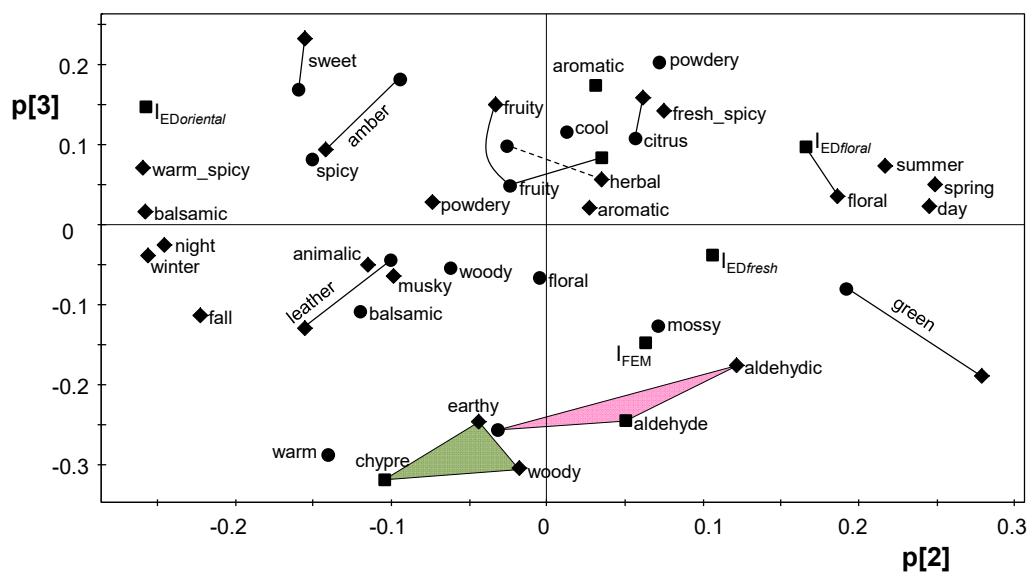 p[3]
0.2
0.1
0
-0.1
-0.2
-0.3
sweet
amber
spicy
I_EDoriental
warm_spicy
balsamic
fruity
fruity
powdery
aromatic
powdery
fresh_spicy
cool
citrus
herbal
aromatic
I_EDfloral
summer
spring
day
floral
night
winter
fall
animalic
musky
leather
balsamic
woody
floral
I_EDfresh
mossy
I_FEM
green
aldehydic
aldehyde
earthy
warm
chypre
woody
-0.2
-0.1
0
0.1
0.2
0.3
p[2]